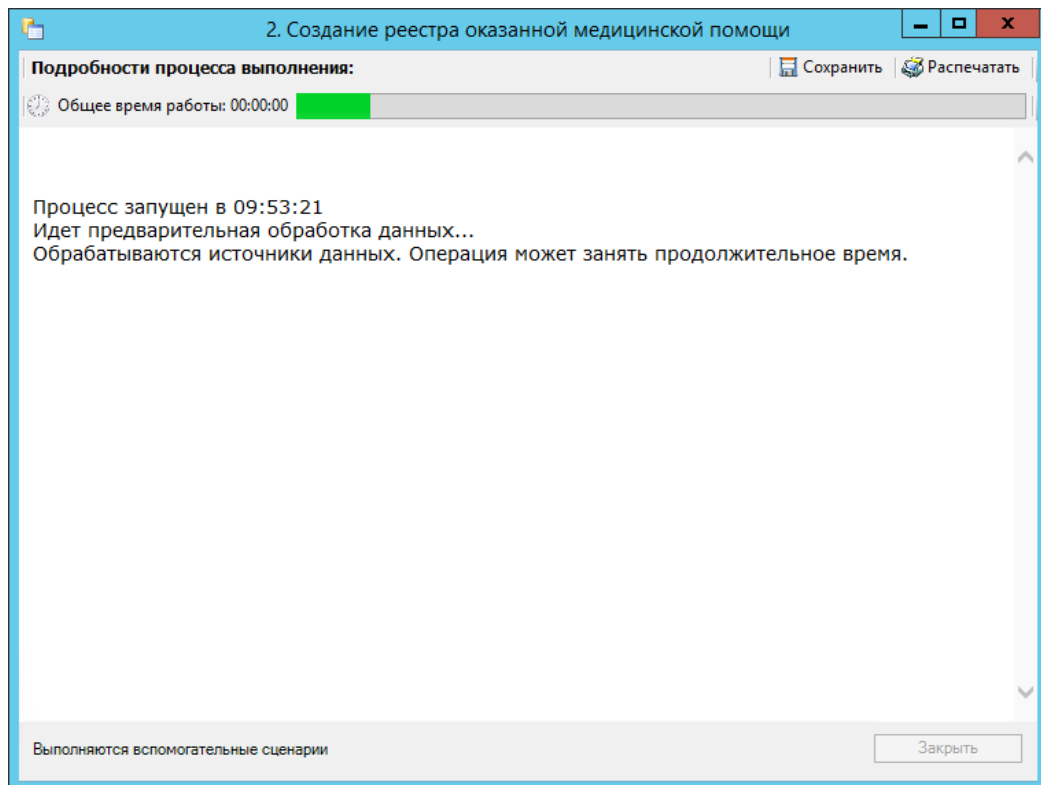 2. Создание реестра оказанной медицинской помощи
Подробности процесса выполнения:
Сохранить
Распечатать
Общее время работы: 00:00:00
Процесс запущен в 09:53:21
Идет предварительная обработка данных...
Обрабатываются источники данных. Операция может занять продолжительное время.
Выполняются вспомогательные сценарии
Закрыть